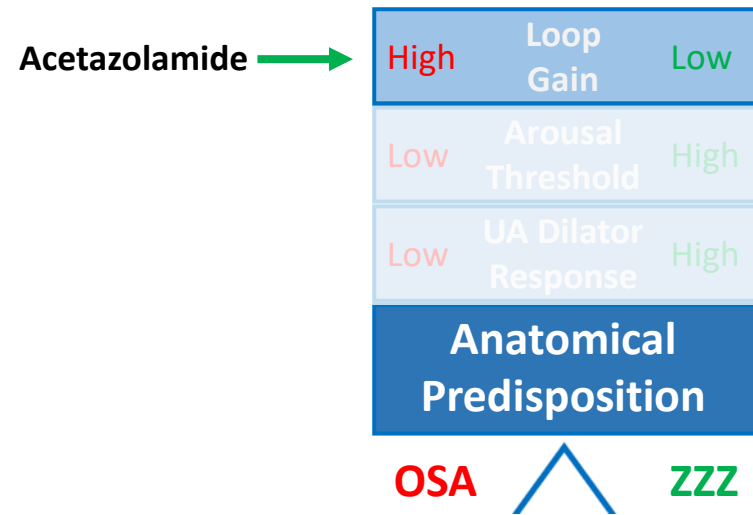 Acetazolamide
High Loop Gain Low
Low Arousal Threshold High
Low UA Dilator Response High
Anatomical
Predisposition
OSA ZZZ